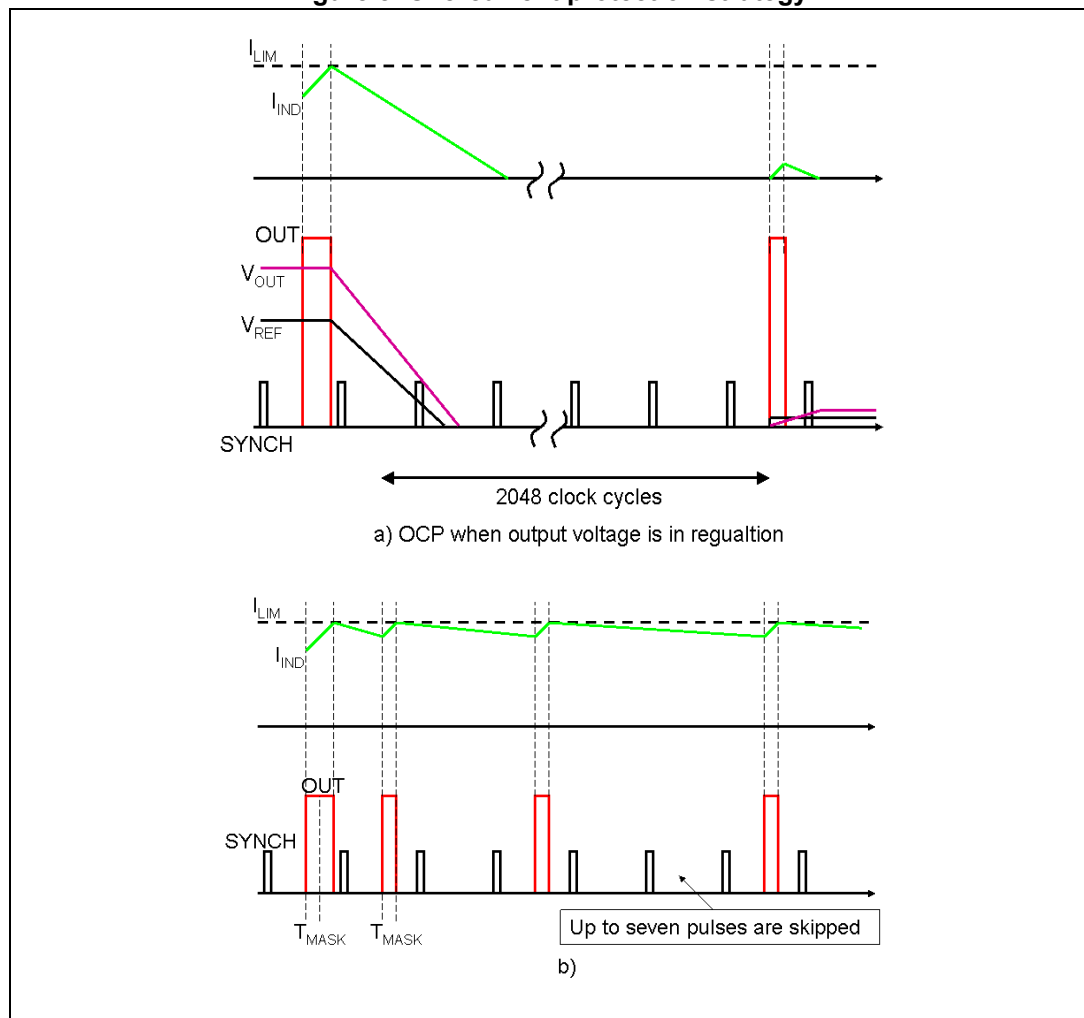 I_LIM
I_IND
OUT
V_OUT
V_REF
SYNCH
2048 clock cycles
a) OCP when output voltage is in regualtion
I_LIM
I_IND
OUT
SYNCH
T_MASK T_MASK
Up to seven pulses are skipped
b)